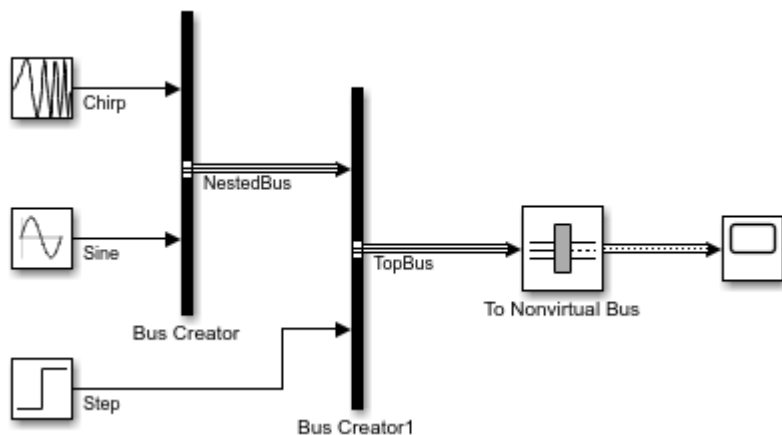 Chirp
NestedBus
Sine
TopBus
To Nonvirtual Bus
Bus Creator
Step
Bus Creator1